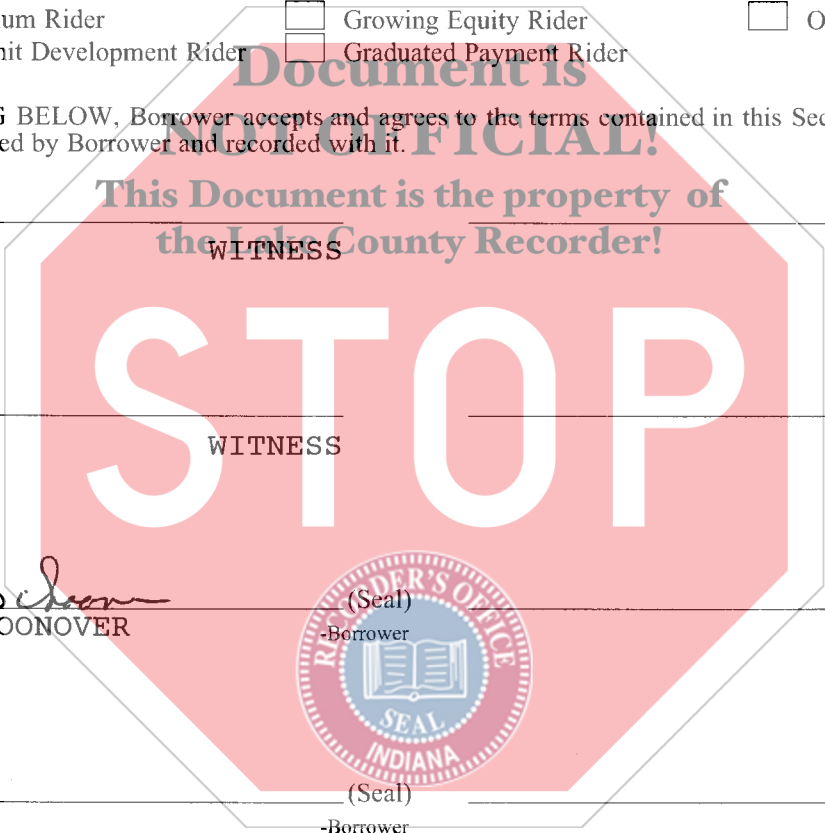 um Rider Growing Equity Rider O
nit Development Rider Graduated Payment Rider
Document is
G BELOW, Borrower accepts and agrees to the terms contained in this Sec
NOT OFFICIAL!
ed by Borrower and recorded with it.
This Document is the property of
the Lake County Recorder!
WITNESS
STOP
WITNESS
(Seal)
OONOVER
-Borrower
RECORDER'S OFFICE
SEAL
INDIANA
(Seal)
-Borrower